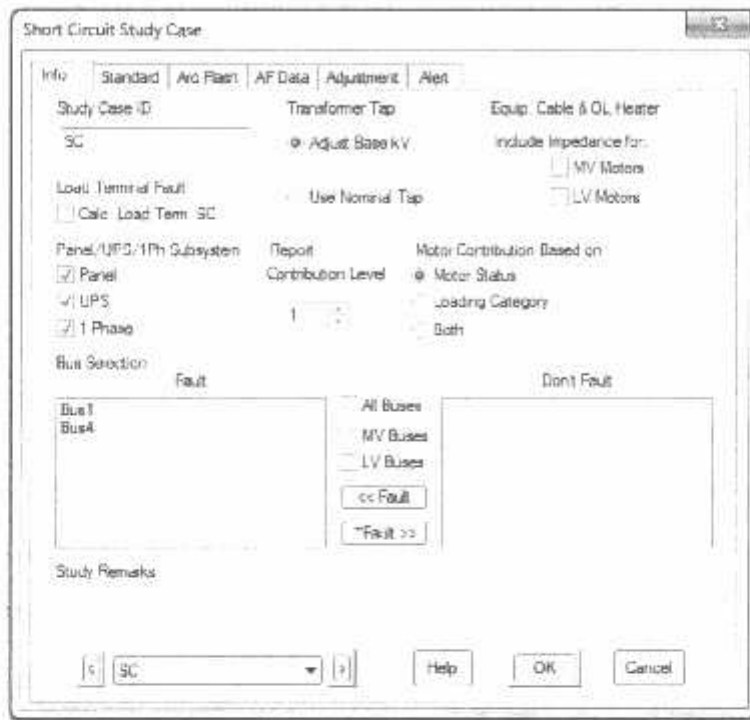 Short Circuit Study Case
Info Standard Arc Flash AF Data Adjustment Alert
Study Case ID
SC
Transformer Tap
Adjust Base kV
Use Nominal Tap
Equip. Cable & OL Heater
Include Impedance for:
MV Motors
LV Motors
Load Terminal Fault
Calc. Load Term. SC
Panel/UPS/1Ph Subsystem
Panel
UPS
1 Phase
Report
Contribution Level
1
Motor Contribution Based on
Motor Status
Loading Category
Both
Bus Selection
Fault
Don't Fault
Bus1
Bus4
All Buses
MV Buses
LV Buses
<< Fault
~Fault >>
Study Remarks
< SC >
Help OK Cancel